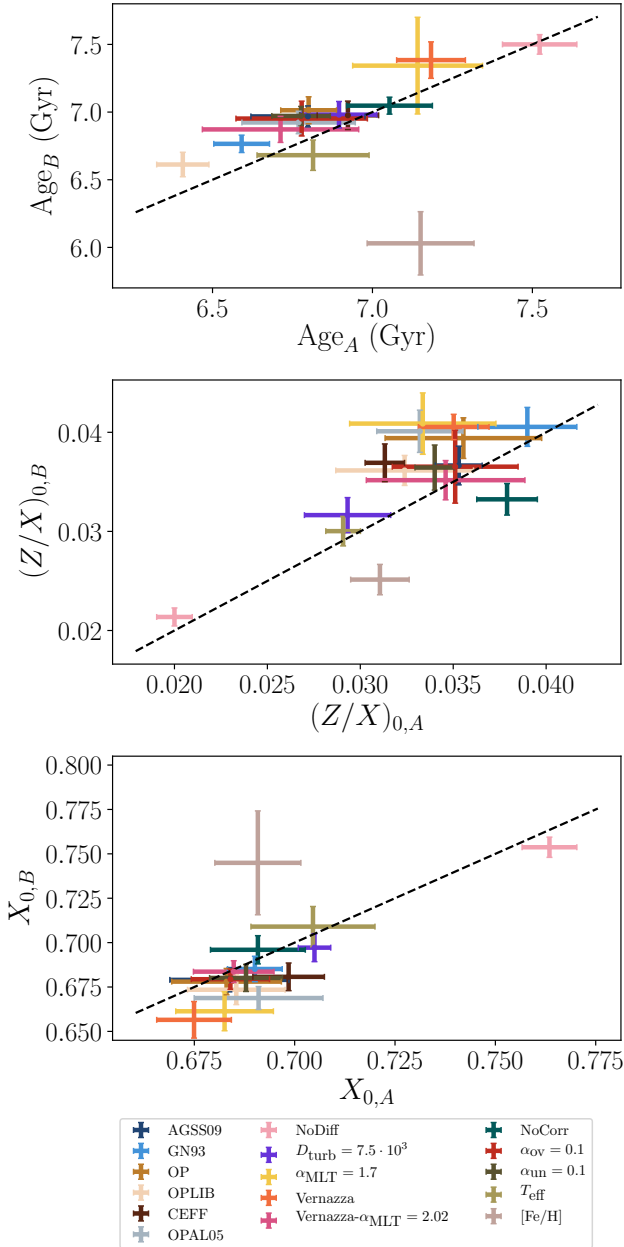 7.5
7.0
6.5
6.0
Age_B (Gyr)
6.5 7.0 7.5
Age_A (Gyr)
0.04
0.03
0.02
(Z/X)_{0,B}
0.020 0.025 0.030 0.035 0.040
(Z/X)_{0,A}
0.800
0.775
0.750
0.725
0.700
0.675
0.650
X_{0,B}
0.675 0.700 0.725 0.750 0.775
X_{0,A}
AGSS09
GN93
OP
OPLIB
CEFF
OPAL05
NoDiff
D_turb = 7.5 · 10³
α_MLT = 1.7
Vernazza
Vernazza-α_MLT = 2.02
NoCorr
α_ov = 0.1
α_un = 0.1
T_eff
[Fe/H]